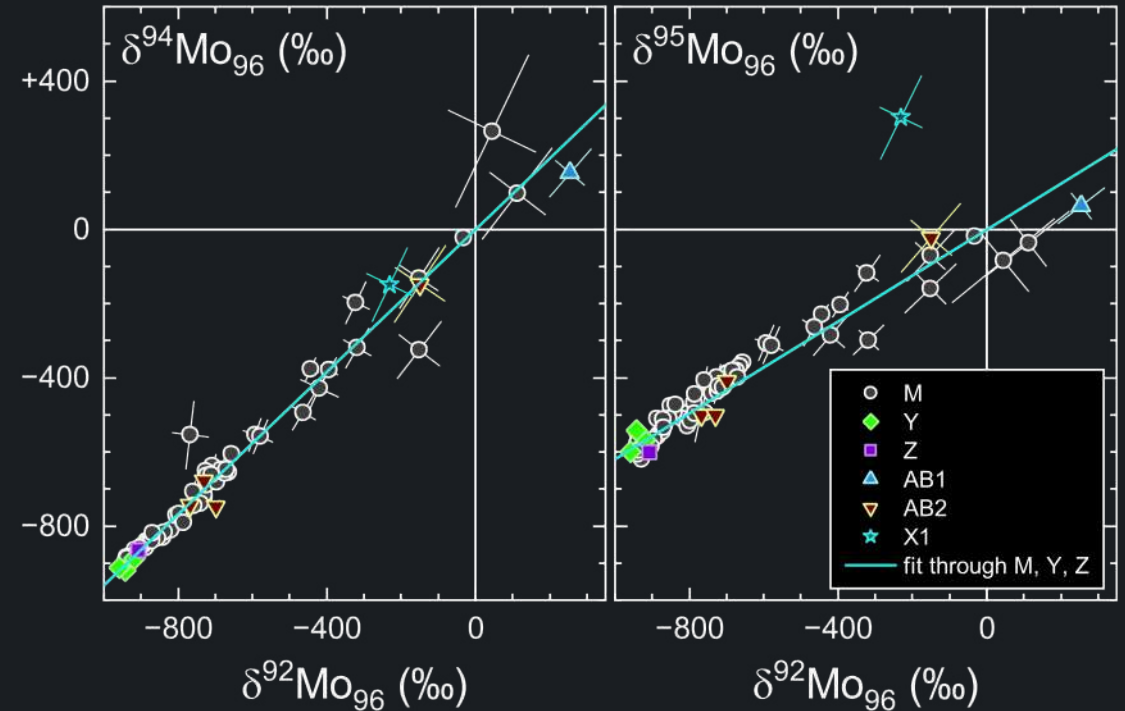 δ⁹⁴Mo₉₆ (‰)
δ⁹⁵Mo₉₆ (‰)
+400
0
−400
−800
M
Y
Z
AB1
AB2
X1
fit through M, Y, Z
−800 −400 0
−800 −400 0
δ⁹²Mo₉₆ (‰)
δ⁹²Mo₉₆ (‰)